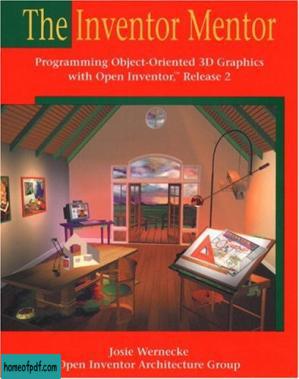 The Inventor Mentor
Programming Object-Oriented 3D Graphics
with Open Inventor,™ Release 2
Josie Wernecke
Open Inventor Architecture Group
homeofpdf.com